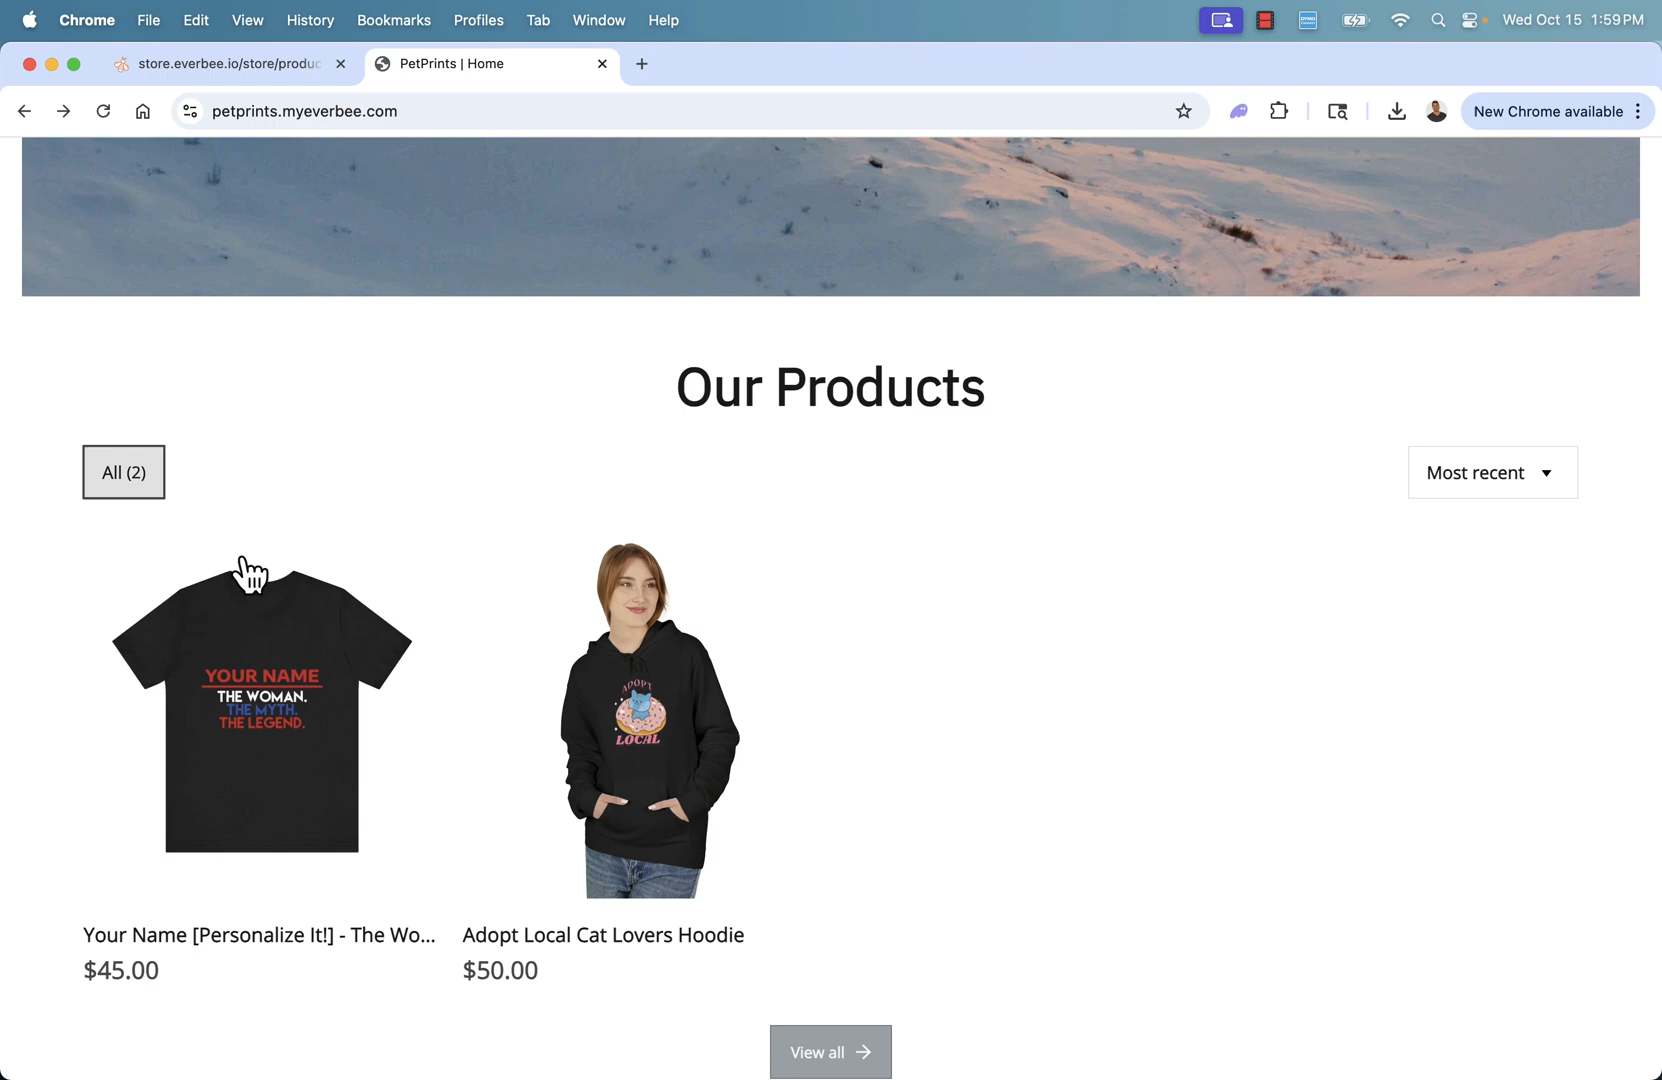 Chrome File Edit View History Bookmarks Profiles Tab Window Help
Wed Oct 15 1:59 PM
store.everbee.io/store/produc
PetPrints | Home
petprints.myeverbee.com
New Chrome available
Our Products
All (2)
Most recent
YOUR NAME
THE WOMAN.
THE MYTH.
THE LEGEND.
ADOPT
LOCAL
Your Name [Personalize It!] - The Wo...
$45.00
Adopt Local Cat Lovers Hoodie
$50.00
View all